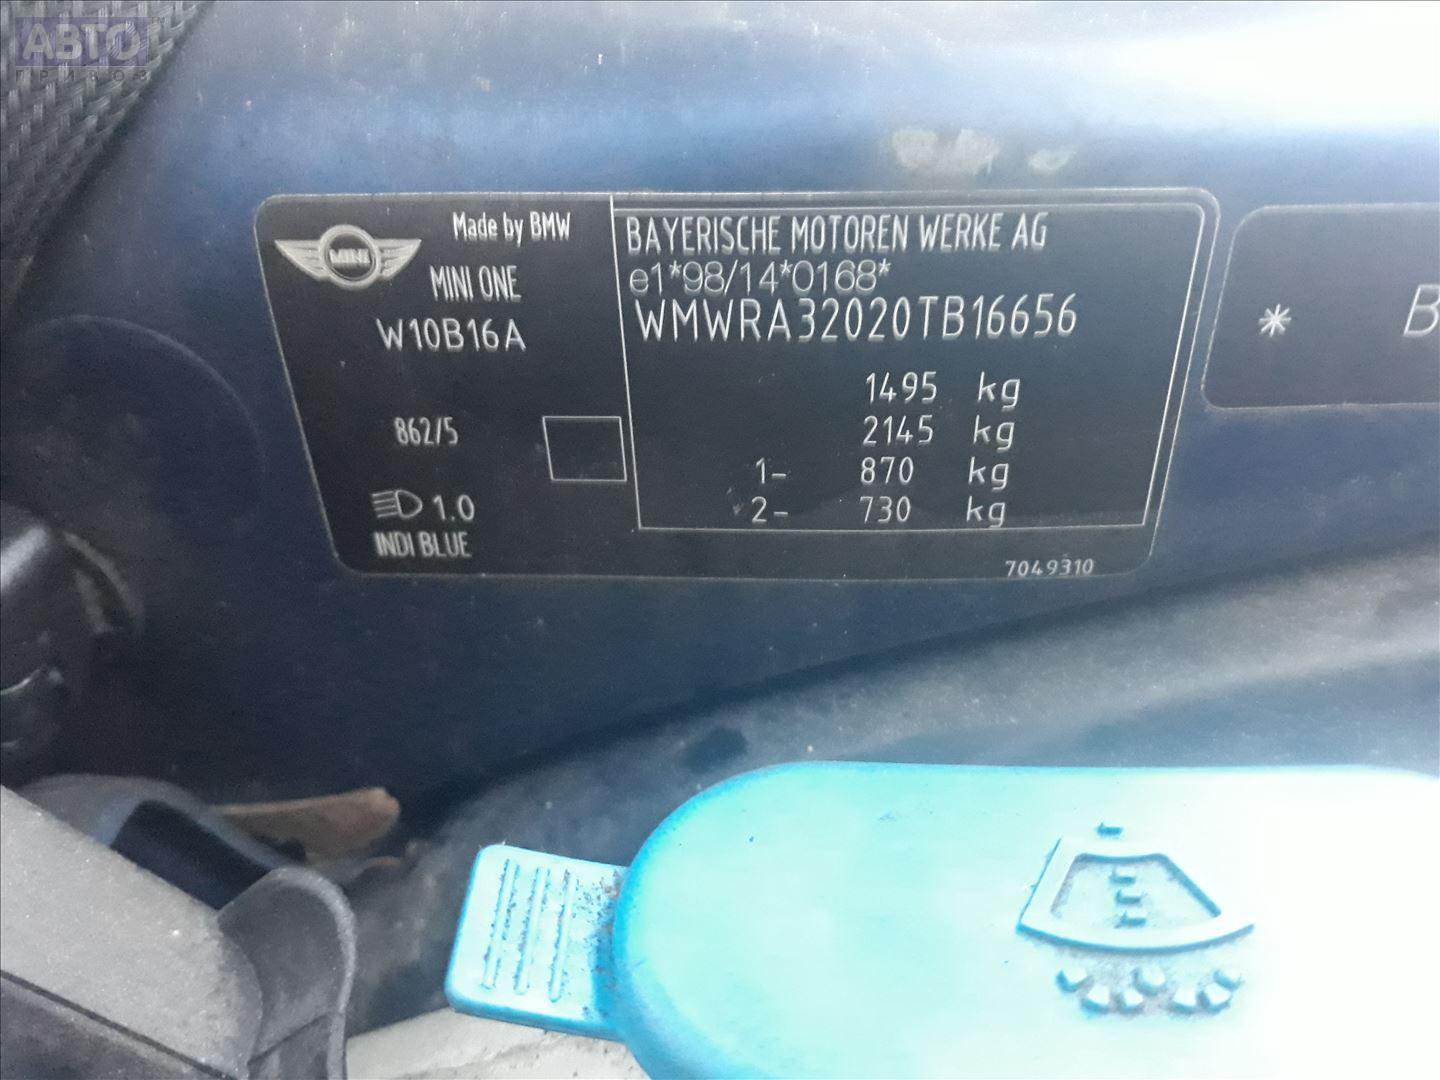 АВТО
ПРИВОЗ
MINI
Made by BMW
MINI ONE
W10B16A
862/5
1.0
INDI BLUE
BAYERISCHE MOTOREN WERKE AG
e1*98/14*0168*
WMWRA32020TB16656
1495 kg
2145 kg
1- 870 kg
2- 730 kg
7049310
* B